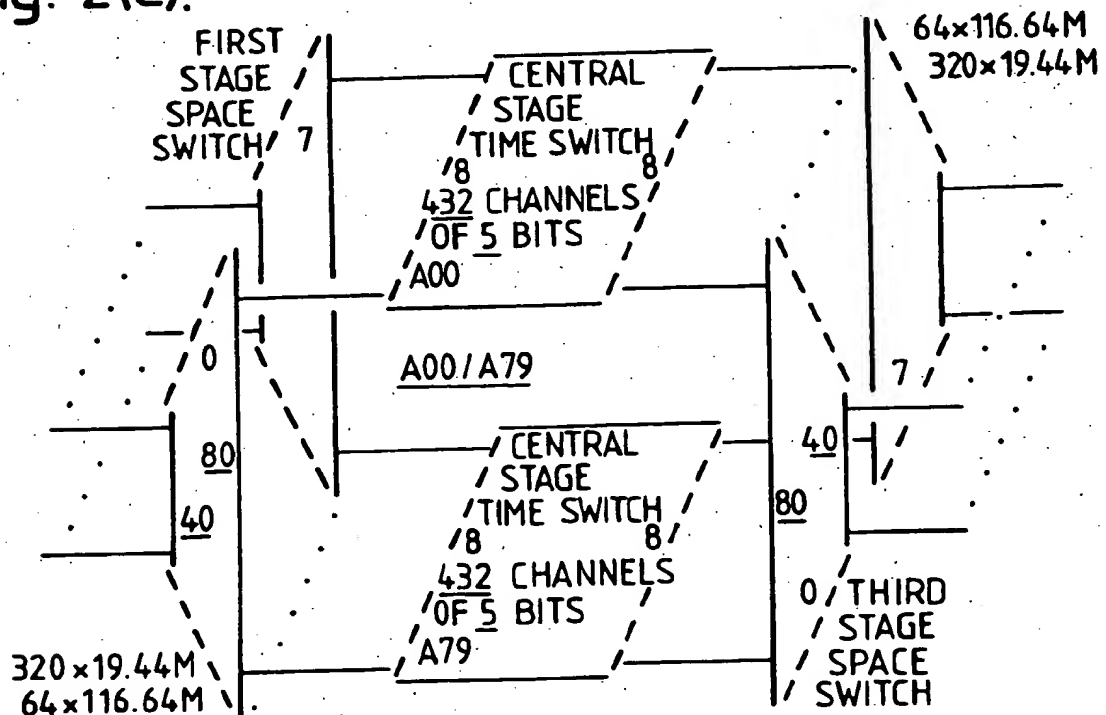 FIRST
STAGE
SPACE
SWITCH
7
CENTRAL
STAGE
TIME SWITCH
8 8
432 CHANNELS
OF 5 BITS
A00
64×116.64M
320×19.44M
0
A00/A79
7
80
40
40
80
CENTRAL
STAGE
TIME SWITCH
8 8
432 CHANNELS
OF 5 BITS
A79
0 THIRD
STAGE
SPACE
SWITCH
320×19.44M
64×116.64M